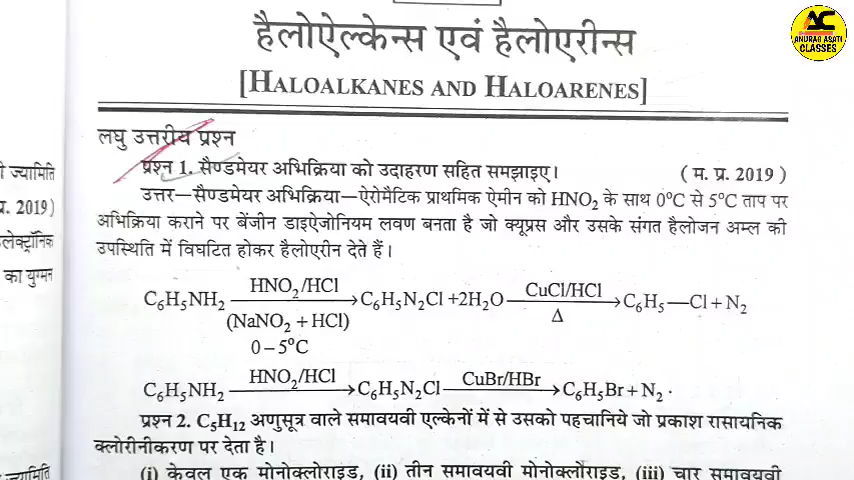 AC
ANURAG ASATI
CLASSES
हैलोऐल्केन्स एवं हैलोएरीन्स
[HALOALKANES AND HALOARENES]
लघु उत्तरीय प्रश्न
प्रश्न 1. सैण्डमेयर अभिक्रिया को उदाहरण सहित समझाइए। ( म. प्र. 2019 )
उत्तर—सैण्डमेयर अभिक्रिया—ऐरोमैटिक प्राथमिक ऐमीन को HNO₂ के साथ 0°C से 5°C ताप पर
अभिक्रिया कराने पर बेंजीन डाइऐजोनियम लवण बनता है जो क्यूप्रस और उसके संगत हैलोजन अम्ल की
उपस्थिति में विघटित होकर हैलोएरीन देते हैं।
C₆H₅NH₂ —HNO₂/HCl→ C₆H₅N₂Cl +2H₂O —CuCl/HCl→ C₆H₅—Cl + N₂
(NaNO₂ + HCl) Δ
0–5°C
C₆H₅NH₂ —HNO₂/HCl→ C₆H₅N₂Cl —CuBr/HBr→ C₆H₅Br + N₂ ·
प्रश्न 2. C₅H₁₂ अणुसूत्र वाले समावयवी एल्केनों में से उसको पहचानिये जो प्रकाश रासायनिक
क्लोरीनीकरण पर देता है।
(i) केवल एक मोनोक्लोराइड, (ii) तीन समावयवी मोनोक्लोराइड, (iii) चार समावयवी
ज्यामिति
प्र. 2019 )
का युग्मन
ज्यामिति